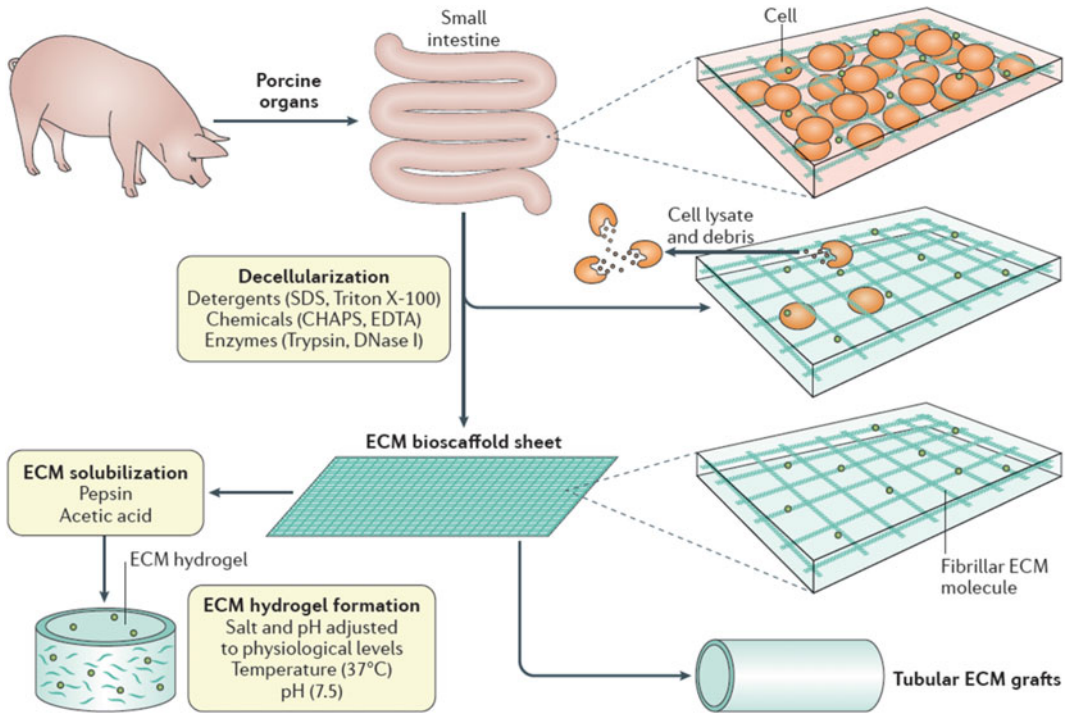 Small
intestine
Cell
Porcine
organs
Cell lysate
and debris
Decellularization
Detergents (SDS, Triton X-100)
Chemicals (CHAPS, EDTA)
Enzymes (Trypsin, DNase I)
ECM bioscaffold sheet
ECM solubilization
Pepsin
Acetic acid
ECM hydrogel
Fibrillar ECM
molecule
ECM hydrogel formation
Salt and pH adjusted
to physiological levels
Temperature (37°C)
pH (7.5)
Tubular ECM grafts